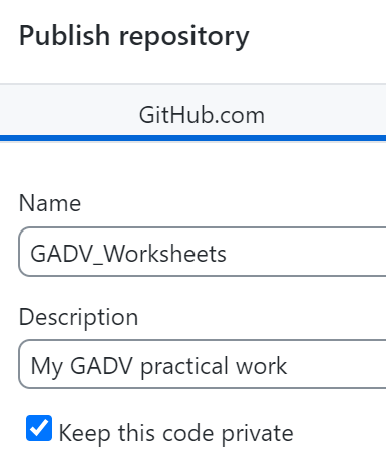 Publish repository
GitHub.com
Name
GADV_Worksheets
Description
My GADV practical work
Keep this code private